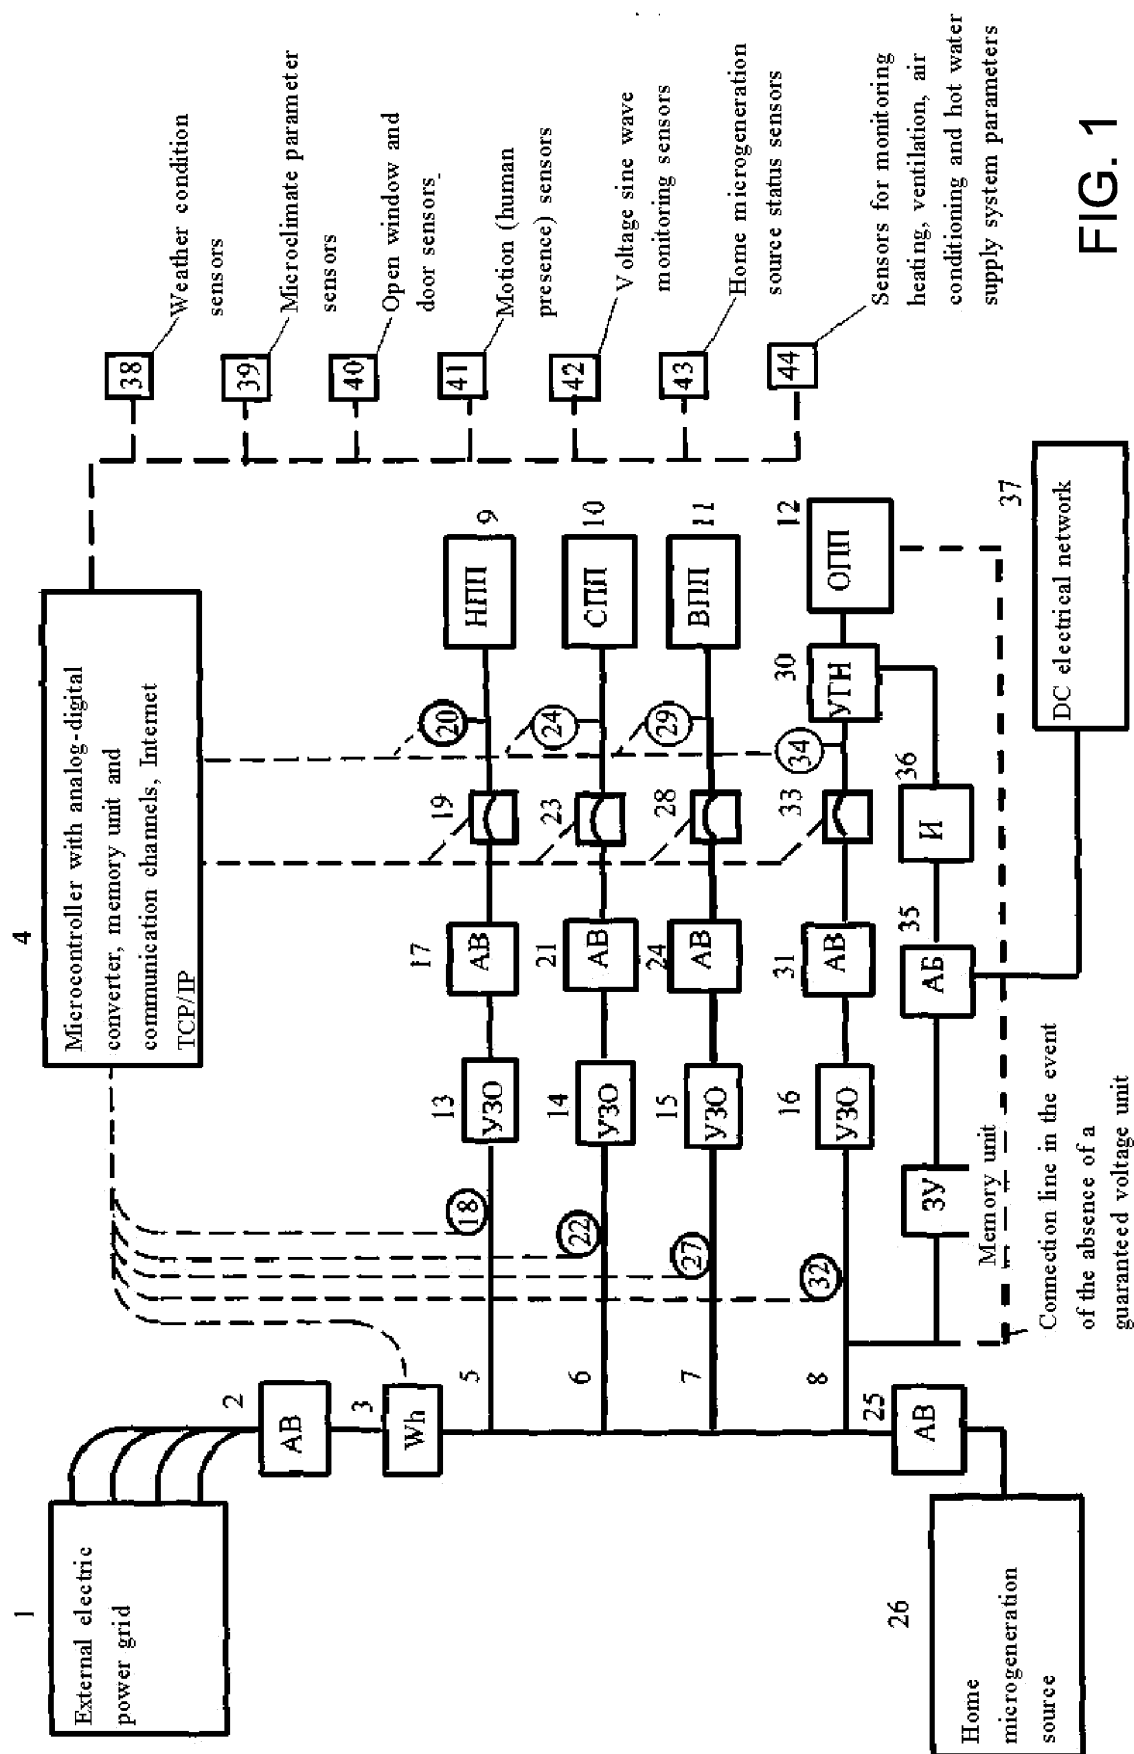 1
External electric
power grid
2
АВ
3
Wh
4
Microcontroller with analog-digital
converter, memory unit and
communication channels, Internet
TCP/IP
38
Weather condition
sensors
39
Microclimate parameter
sensors
40
Open window and
door sensors
41
Motion (human
presence) sensors
42
Voltage sine wave
monitoring sensors
43
Home microgeneration
source status sensors
44
Sensors for monitoring
heating, ventilation, air
conditioning and hot water
supply system parameters
5
18
13
УЗО
17
АВ
19
20
НПП
9
6
22
14
УЗО
21
АВ
23
24
СПП
10
7
27
15
УЗО
24
АВ
28
29
ВПП
11
8
32
16
УЗО
31
АВ
33
34
30
УГН
12
ОПП
25
АВ
ЗУ
Memory unit
35
АБ
36
И
37
DC electrical network
26
Home
microgeneration
source
Connection line in the event
of the absence of a
guaranteed voltage unit
FIG. 1